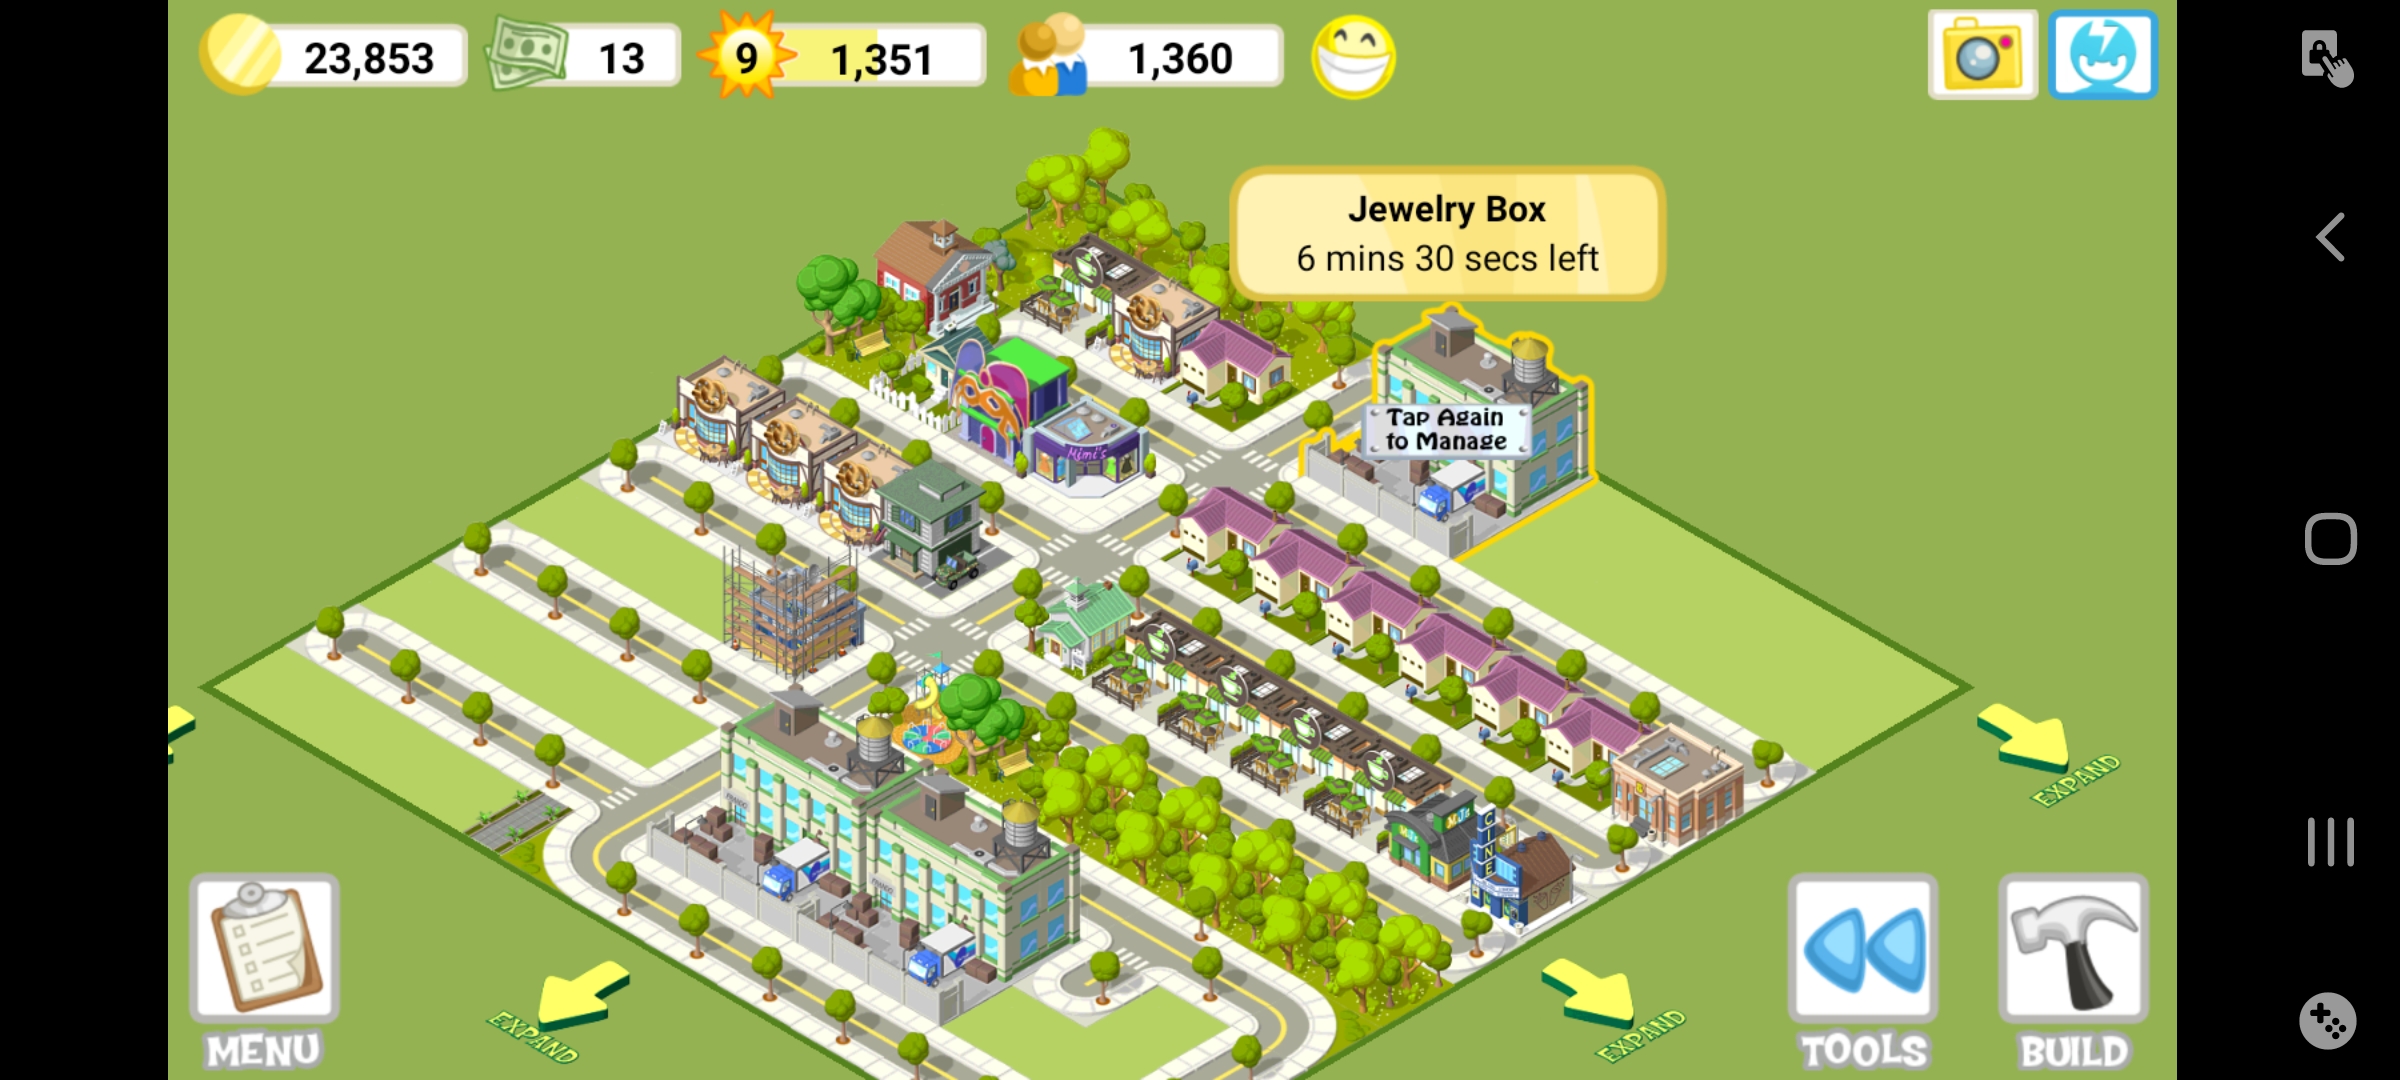 23,853
13
9
1,351
1,360
Jewelry Box
6 mins 30 secs left
Tap Again
to Manage
Mimi's
MJ's
CINE
EXPAND
EXPAND
EXPAND
MENU
TOOLS
BUILD